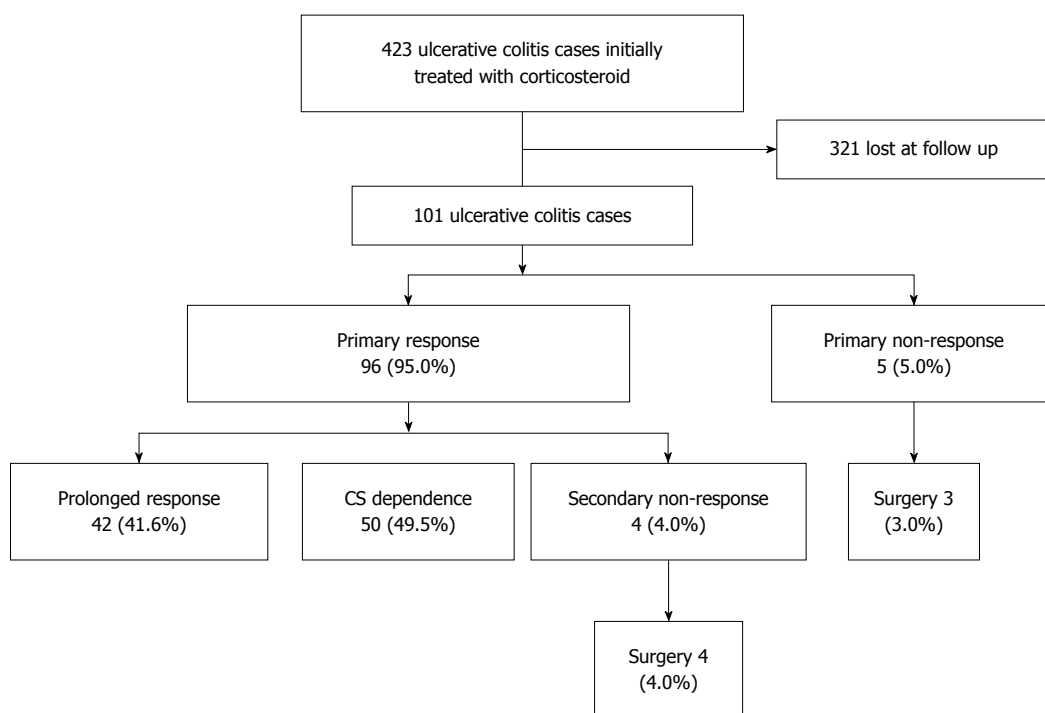 423 ulcerative colitis cases initially
treated with corticosteroid
321 lost at follow up
101 ulcerative colitis cases
Primary response
96 (95.0%)
Primary non-response
5 (5.0%)
Prolonged response
42 (41.6%)
CS dependence
50 (49.5%)
Secondary non-response
4 (4.0%)
Surgery 3
(3.0%)
Surgery 4
(4.0%)